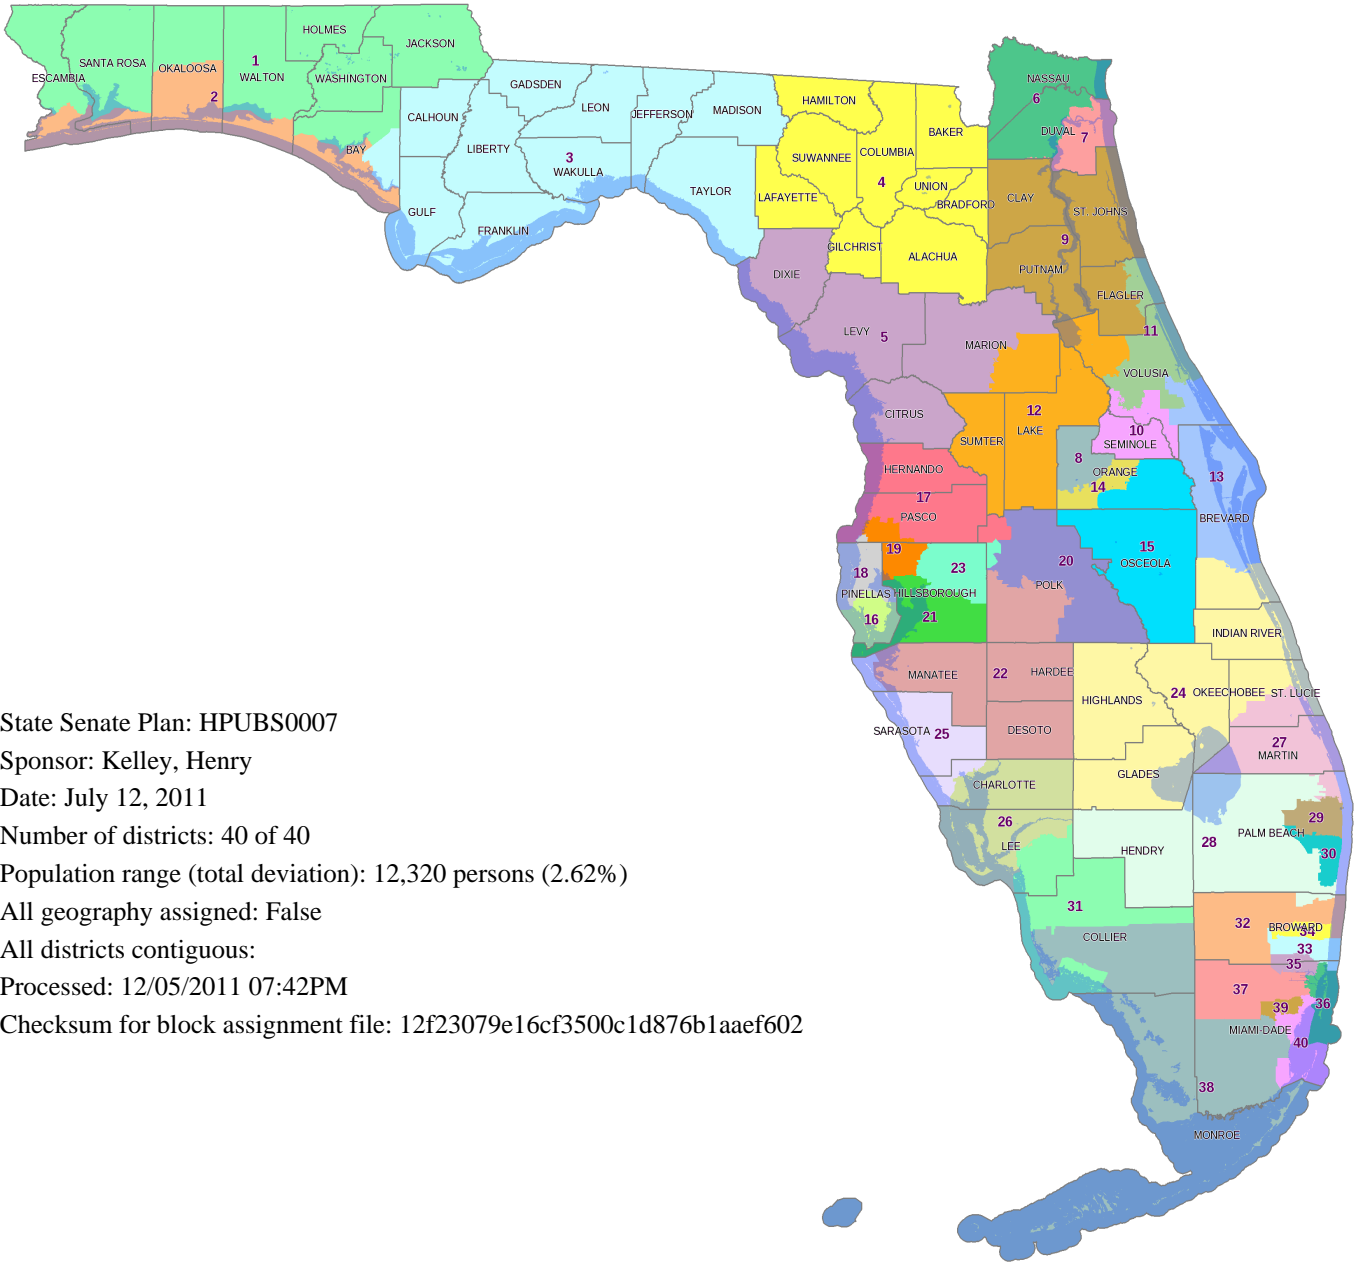 HOLMES
JACKSON
SANTA ROSA
1
OKALOOSA
WALTON
WASHINGTON
ESCAMBIA
2
BAY
GADSDEN
LEON
CALHOUN
JEFFERSON
MADISON
LIBERTY
3
WAKULLA
TAYLOR
GULF
FRANKLIN
HAMILTON
BAKER
SUWANNEE
COLUMBIA
4
UNION
LAFAYETTE
BRADFORD
GILCHRIST
ALACHUA
NASSAU
6
DUVAL
7
CLAY
ST. JOHNS
9
PUTNAM
FLAGLER
DIXIE
LEVY
5
MARION
11
VOLUSIA
CITRUS
12
LAKE
SUMTER
10
SEMINOLE
8
ORANGE
14
13
BREVARD
HERNANDO
17
PASCO
19
18
23
20
15
OSCEOLA
PINELLAS
HILLSBOROUGH
POLK
16
21
INDIAN RIVER
MANATEE
22
HARDEE
HIGHLANDS
24
OKEECHOBEE
ST. LUCIE
SARASOTA
25
DESOTO
27
MARTIN
CHARLOTTE
GLADES
26
LEE
HENDRY
28
PALM BEACH
29
30
31
COLLIER
32
BROWARD
34
33
35
37
39
36
MIAMI-DADE
40
38
MONROE
State Senate Plan: HPUBS0007
Sponsor: Kelley, Henry
Date: July 12, 2011
Number of districts: 40 of 40
Population range (total deviation): 12,320 persons (2.62%)
All geography assigned: False
All districts contiguous:
Processed: 12/05/2011 07:42PM
Checksum for block assignment file: 12f23079e16cf3500c1d876b1aaef602